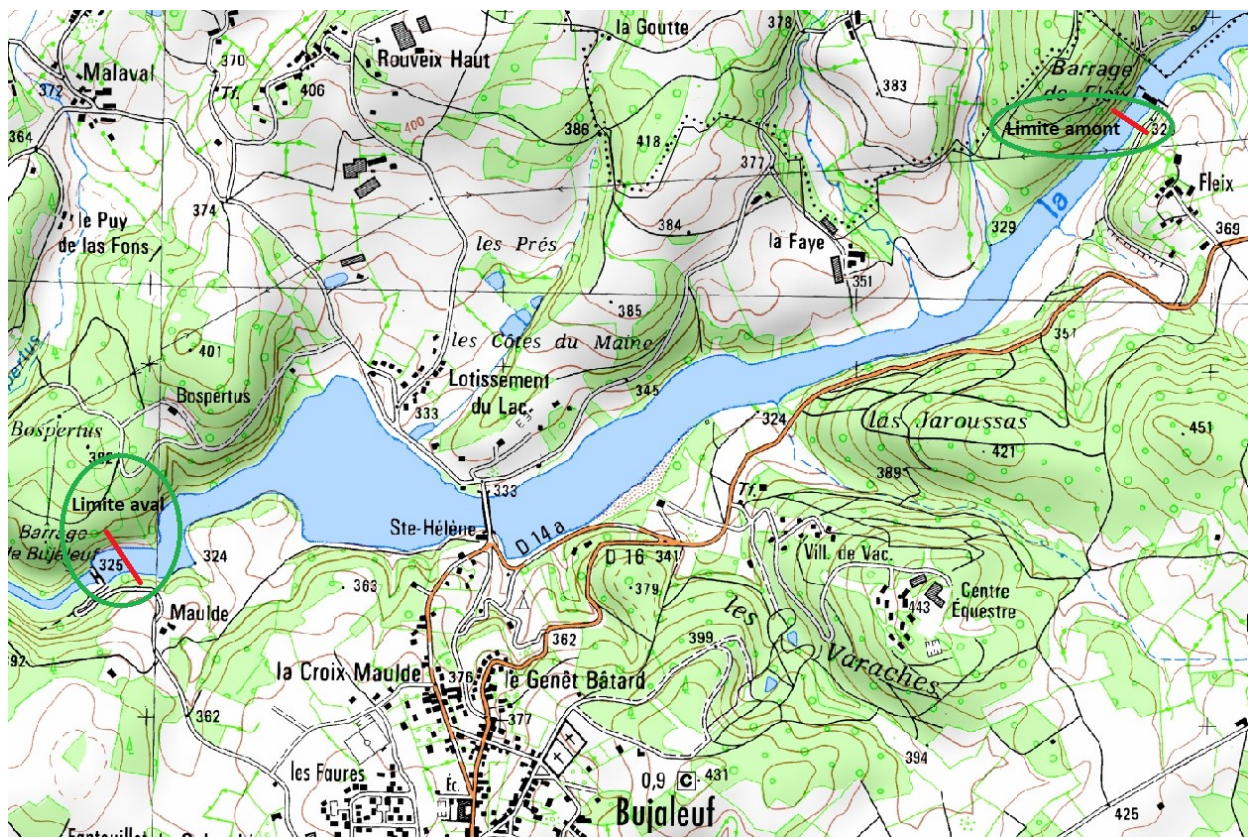 la Goutte
378
Rouveix Haut
Malaval
370
372
Tf.
406
383
Barrage
Limite amont
364
400
386
418
377
Fleix
le Puy
de las Fons
374
384
la
329
369
les Prés
la Faye
351
385
401
351
les Côtes du Maine
Bospertus
Lotissement
du Lac
345
333
324
las Jaroussas
451
Bospertus
421
382
389
Limite aval
333
Tf.
Barrage
de Bujaleuf
Ste-Hélène
D 14a
325
324
D 16
341
Vill. de Vac.
363
379
Centre
Équestre
443
Maulde
les
Varaches
362
399
la Croix Maulde
376
le Genêt Bâtard
362
377
394
les Faures
Éc.
0,9
C
431
425
Bujaleuf